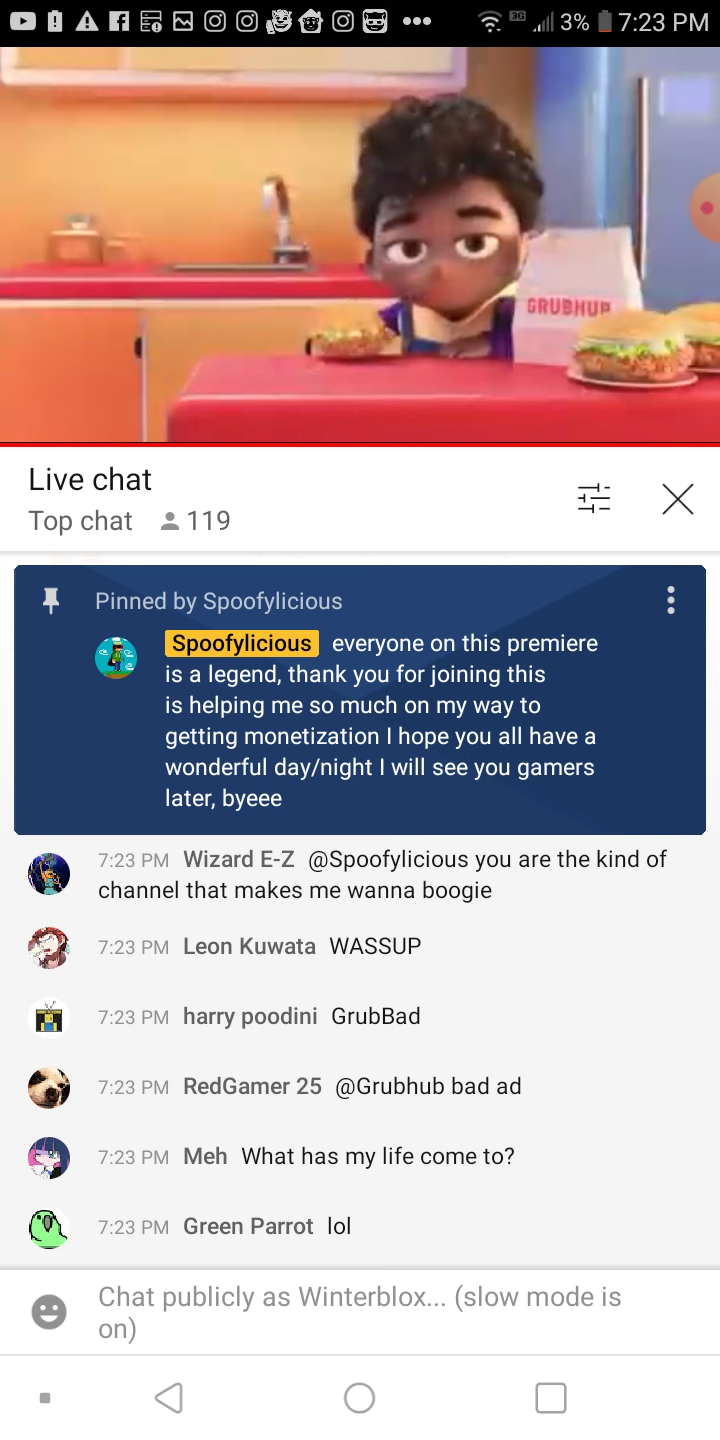 3G 3% 7:23 PM
GRUBHUP
Live chat
Top chat 119
Pinned by Spoofylicious
Spoofylicious everyone on this premiere
is a legend, thank you for joining this
is helping me so much on my way to
getting monetization I hope you all have a
wonderful day/night I will see you gamers
later, byeee
7:23 PM Wizard E-Z @Spoofylicious you are the kind of
channel that makes me wanna boogie
7:23 PM Leon Kuwata WASSUP
7:23 PM harry poodini GrubBad
7:23 PM RedGamer 25 @Grubhub bad ad
7:23 PM Meh What has my life come to?
7:23 PM Green Parrot lol
Chat publicly as Winterblox... (slow mode is
on)